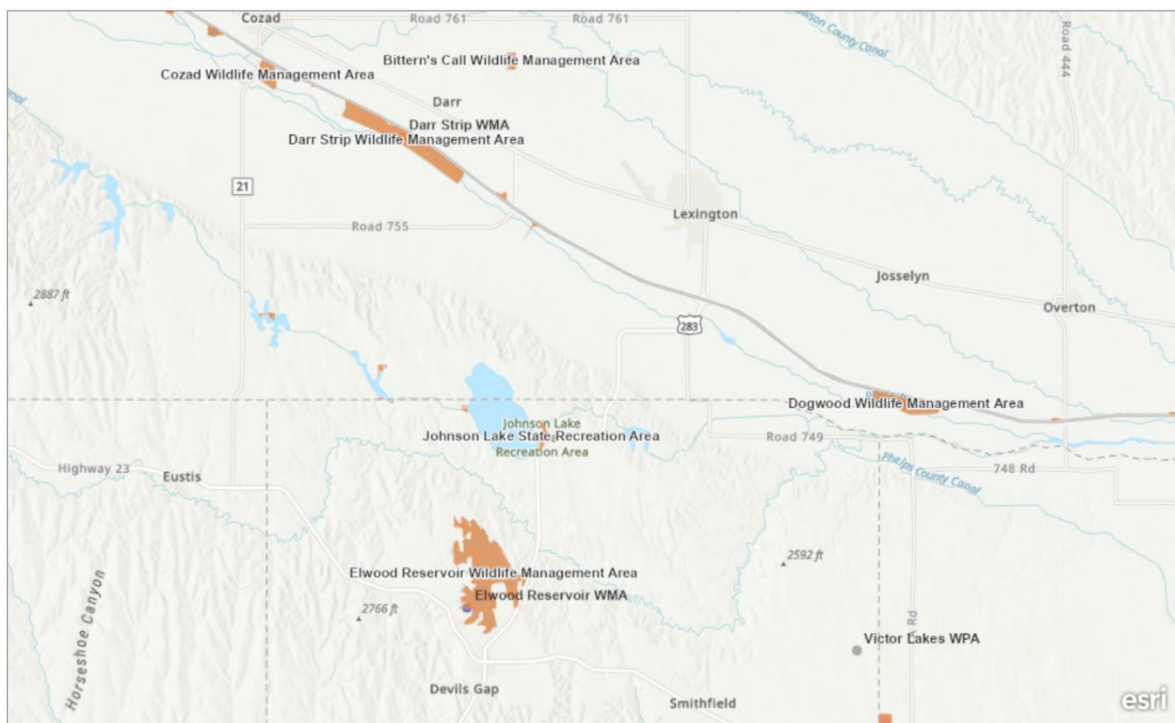 Cozad
Road 761
Road 761
Dawson County Canal
Road 444
Bittern's Call Wildlife Management Area
Cozad Wildlife Management Area
Canal
Darr
Darr Strip WMA
Darr Strip Wildlife Management Area
21
Road 755
Lexington
Josselyn
2887 ft
Overton
283
Dogwood Wildlife Management Area
Johnson Lake
Johnson Lake State Recreation Area
Recreation Area
Road 749
Highway 23
Eustis
Phelps County Canal
748 Rd
2592 ft
Elwood Reservoir Wildlife Management Area
Elwood Reservoir WMA
2766 ft
Horseshoe Canyon
Rd
Victor Lakes WPA
Devils Gap
Smithfield
esri